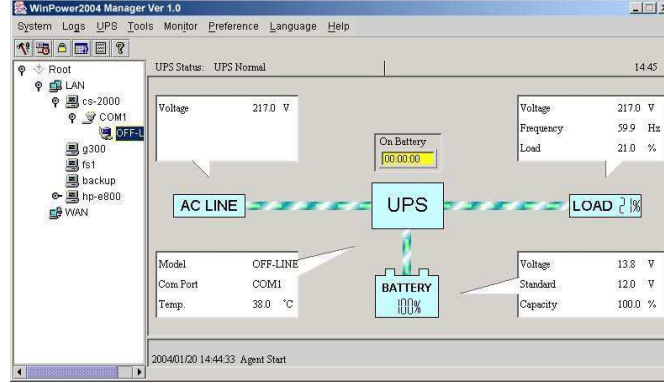 WinPower2004 Manager Ver 1.0
System Logs UPS Tools Monitor Preference Language Help
Root
LAN
cs-2000
COM1
OFF-L
g300
fs1
backup
hp-e800
WAN
UPS Status: UPS Normal 14:45
Voltage 217.0 V
On Battery
00:00:00
Voltage 217.0 V
Frequency 59.9 Hz
Load 21.0 %
AC LINE
UPS
LOAD 21%
Model OFF-LINE
Com Port COM1
Temp. 38.0 °C
BATTERY
100%
Voltage 13.8 V
Standard 12.0 V
Capacity 100.0 %
2004/01/20 14:44:33 Agent Start